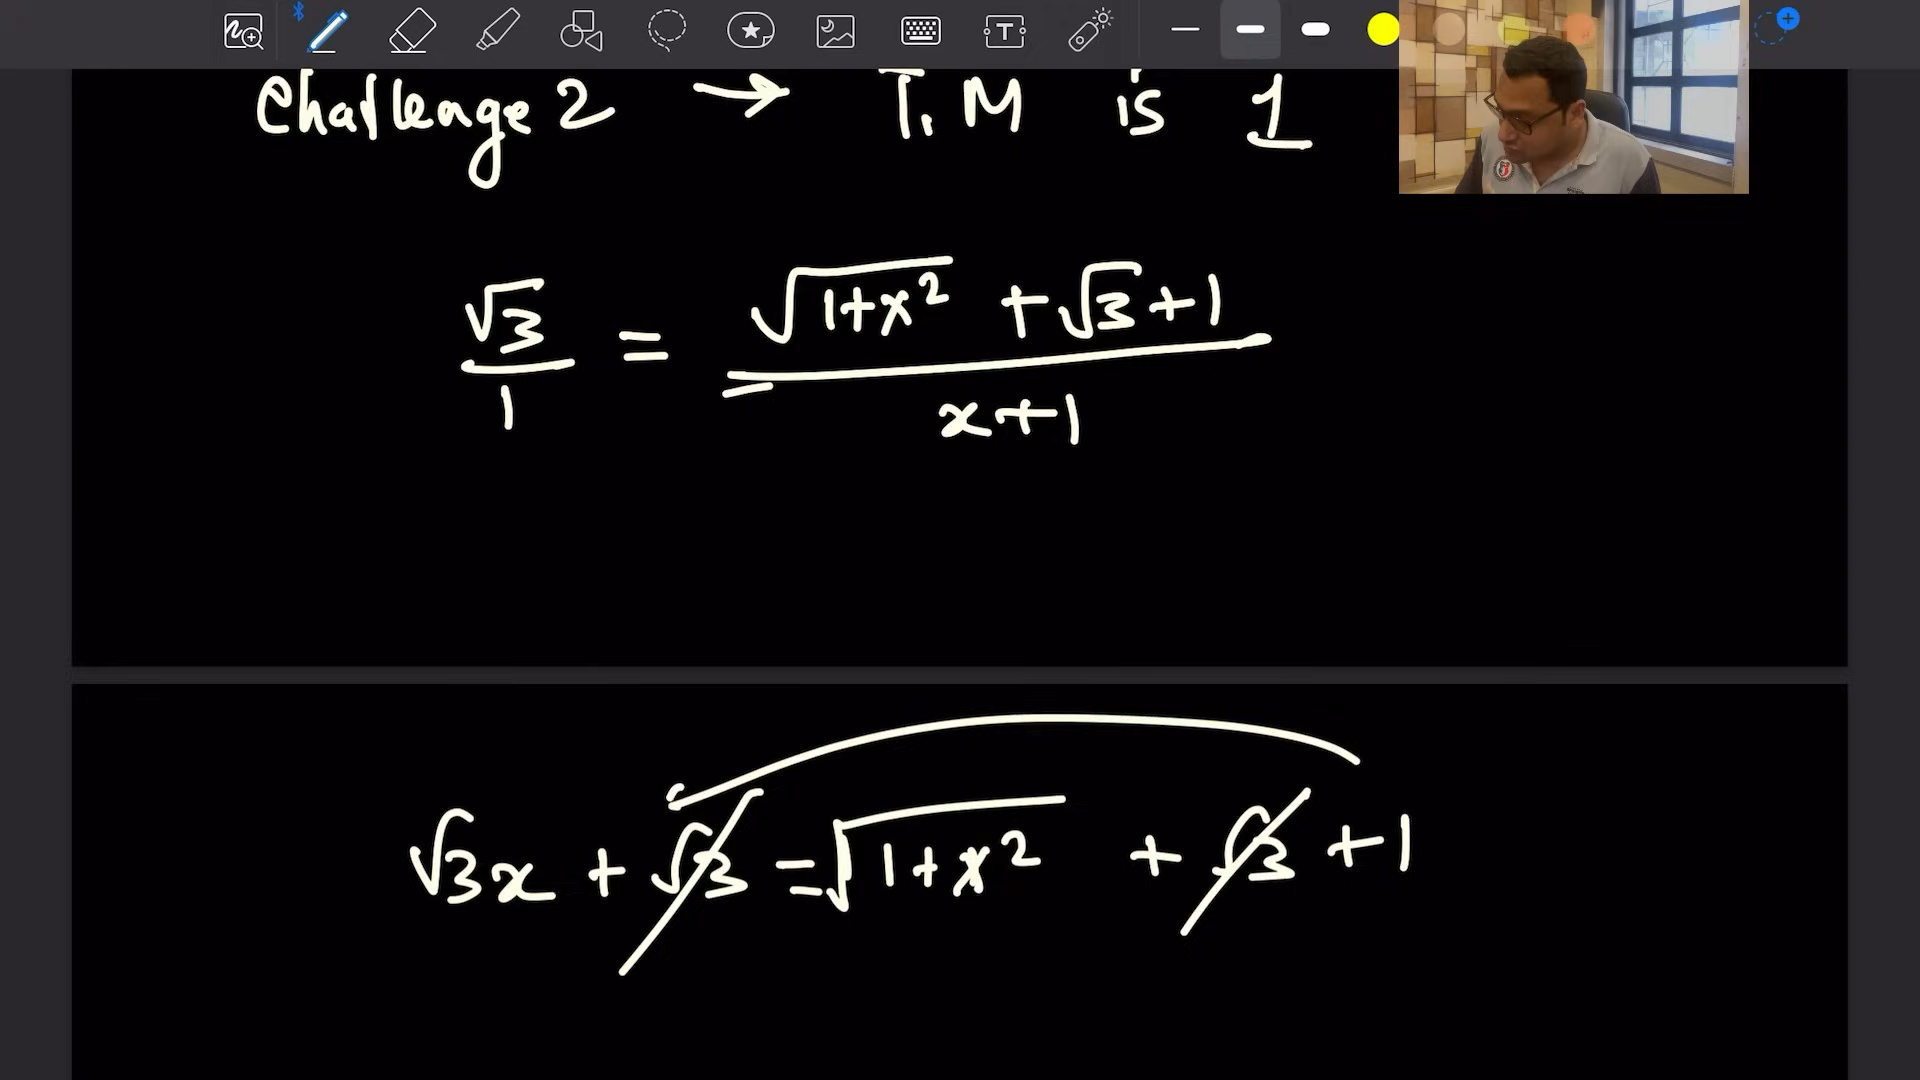 Challenge 2 → T.M is 1
√3/1 = (√(1+x²) + √3 + 1)/(x+1)
√3x + √3 = √(1+x²) + √3 + 1